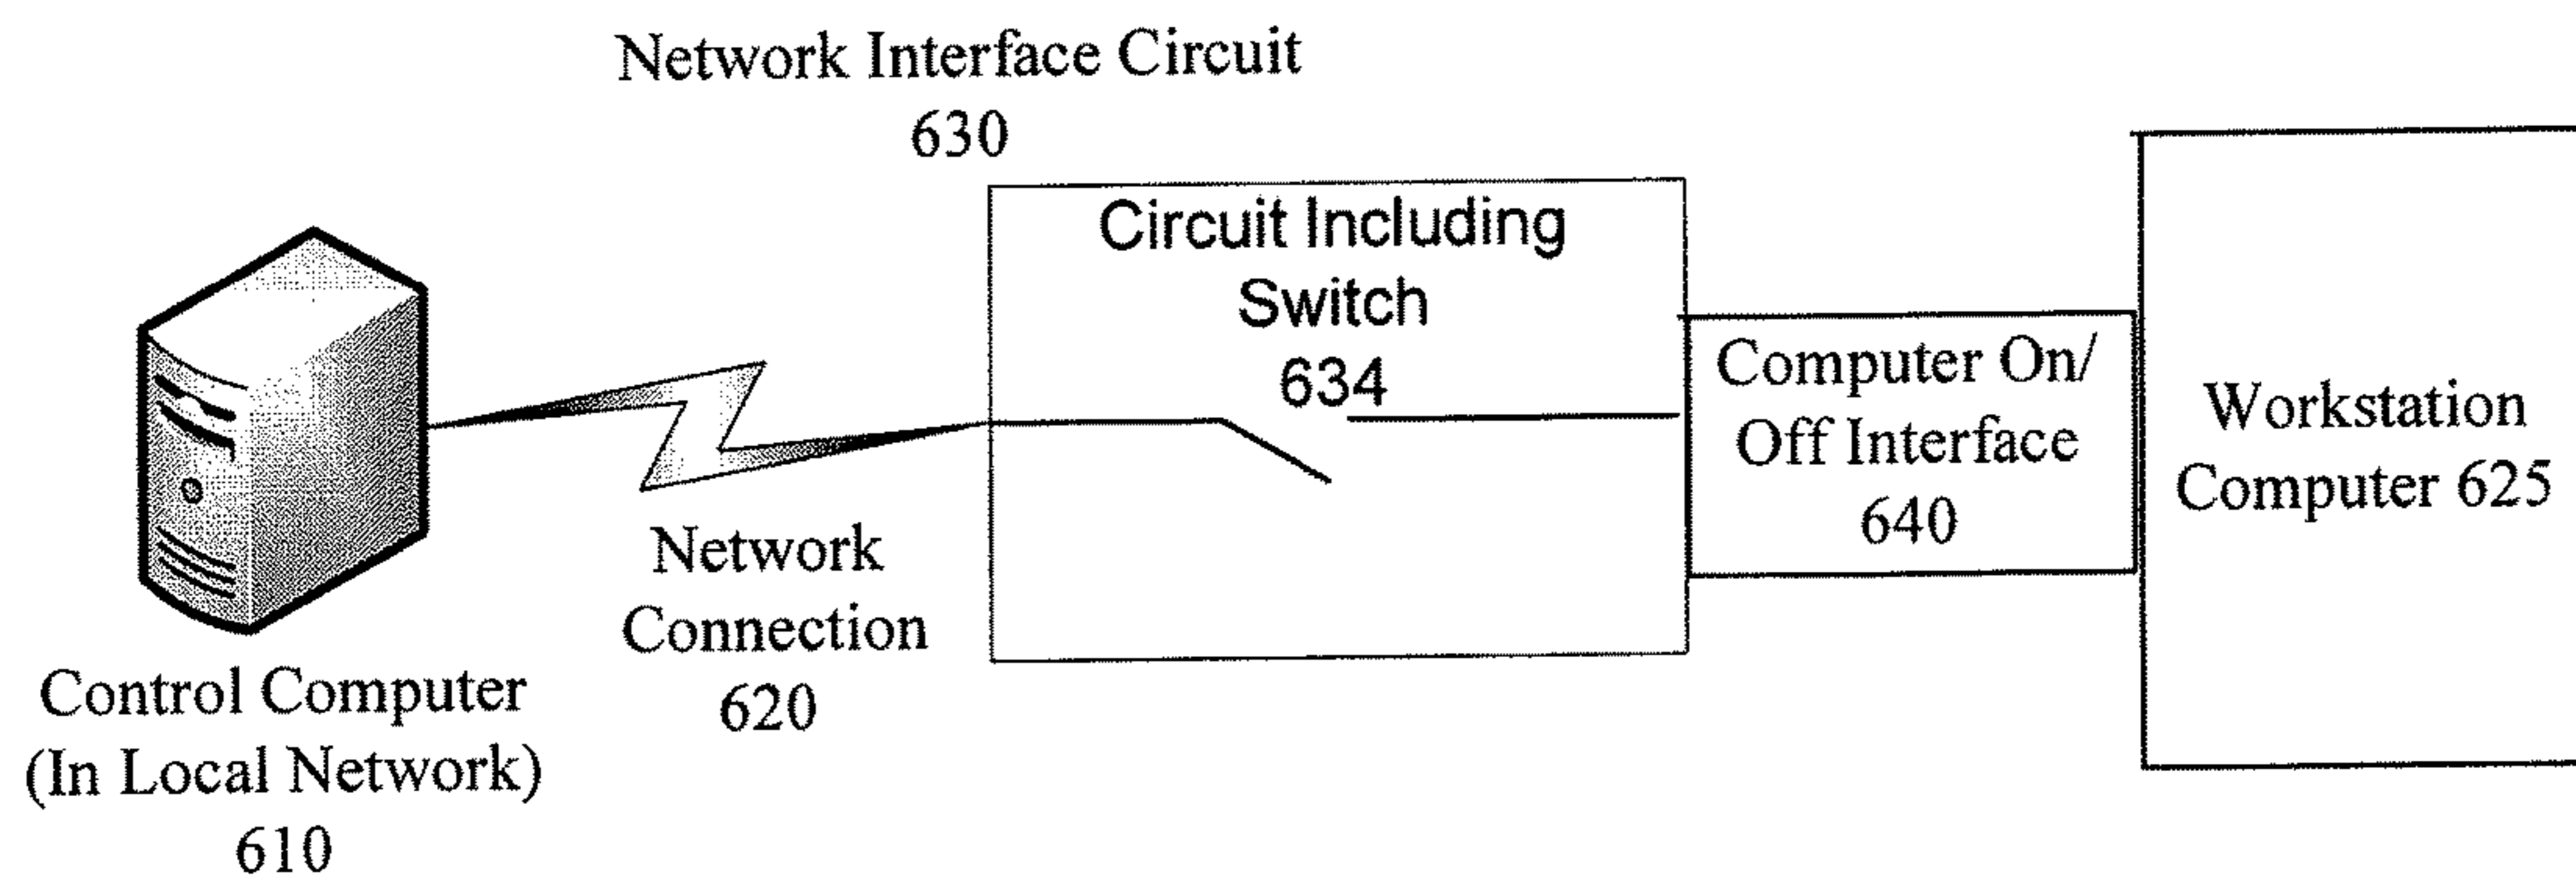 Network Interface Circuit
630
Circuit Including
Switch
634
Computer On/
Off Interface
640
Workstation
Computer 625
Network
Connection
620
Control Computer
(In Local Network)
610